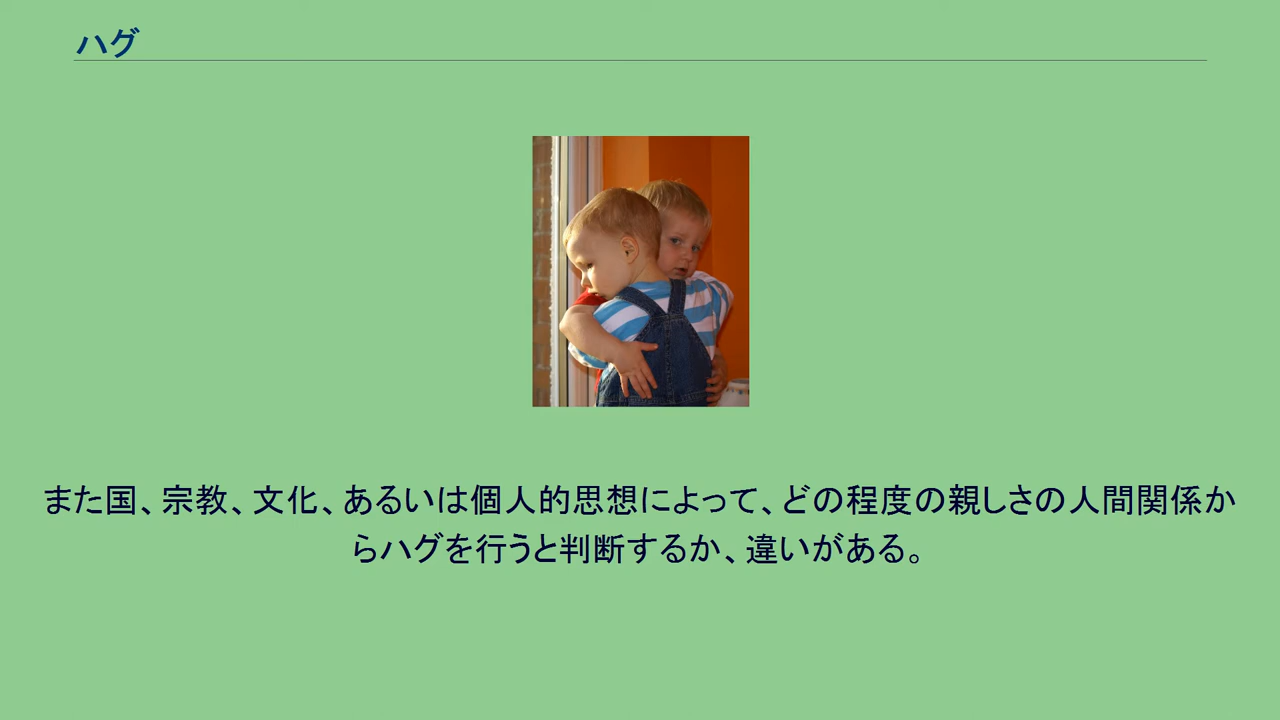 ハグ
また国、宗教、文化、あるいは個人的思想によって、どの程度の親しさの人間関係か
らハグを行うと判断するか、違いがある。